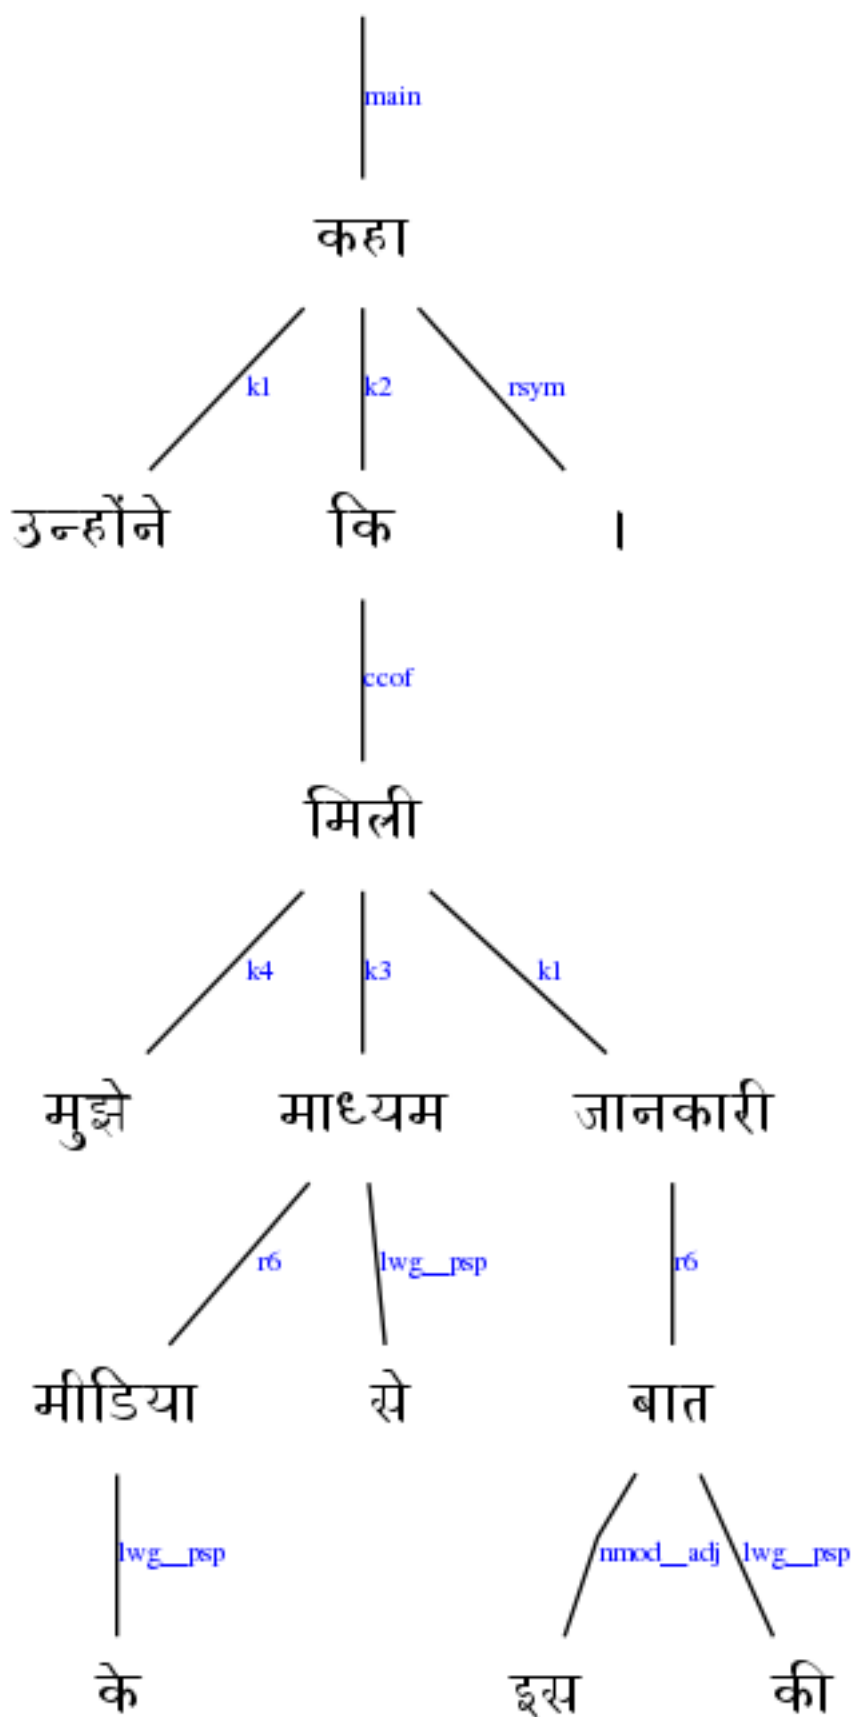 main
कहा
k1 k2 rsym
उन्होंने कि ।
ccof
मिली
k4 k3 k1
मुझे माध्यम जानकारी
r6 lwg__psp r6
मीडिया से बात
lwg__psp nmod__adj lwg__psp
के इस की